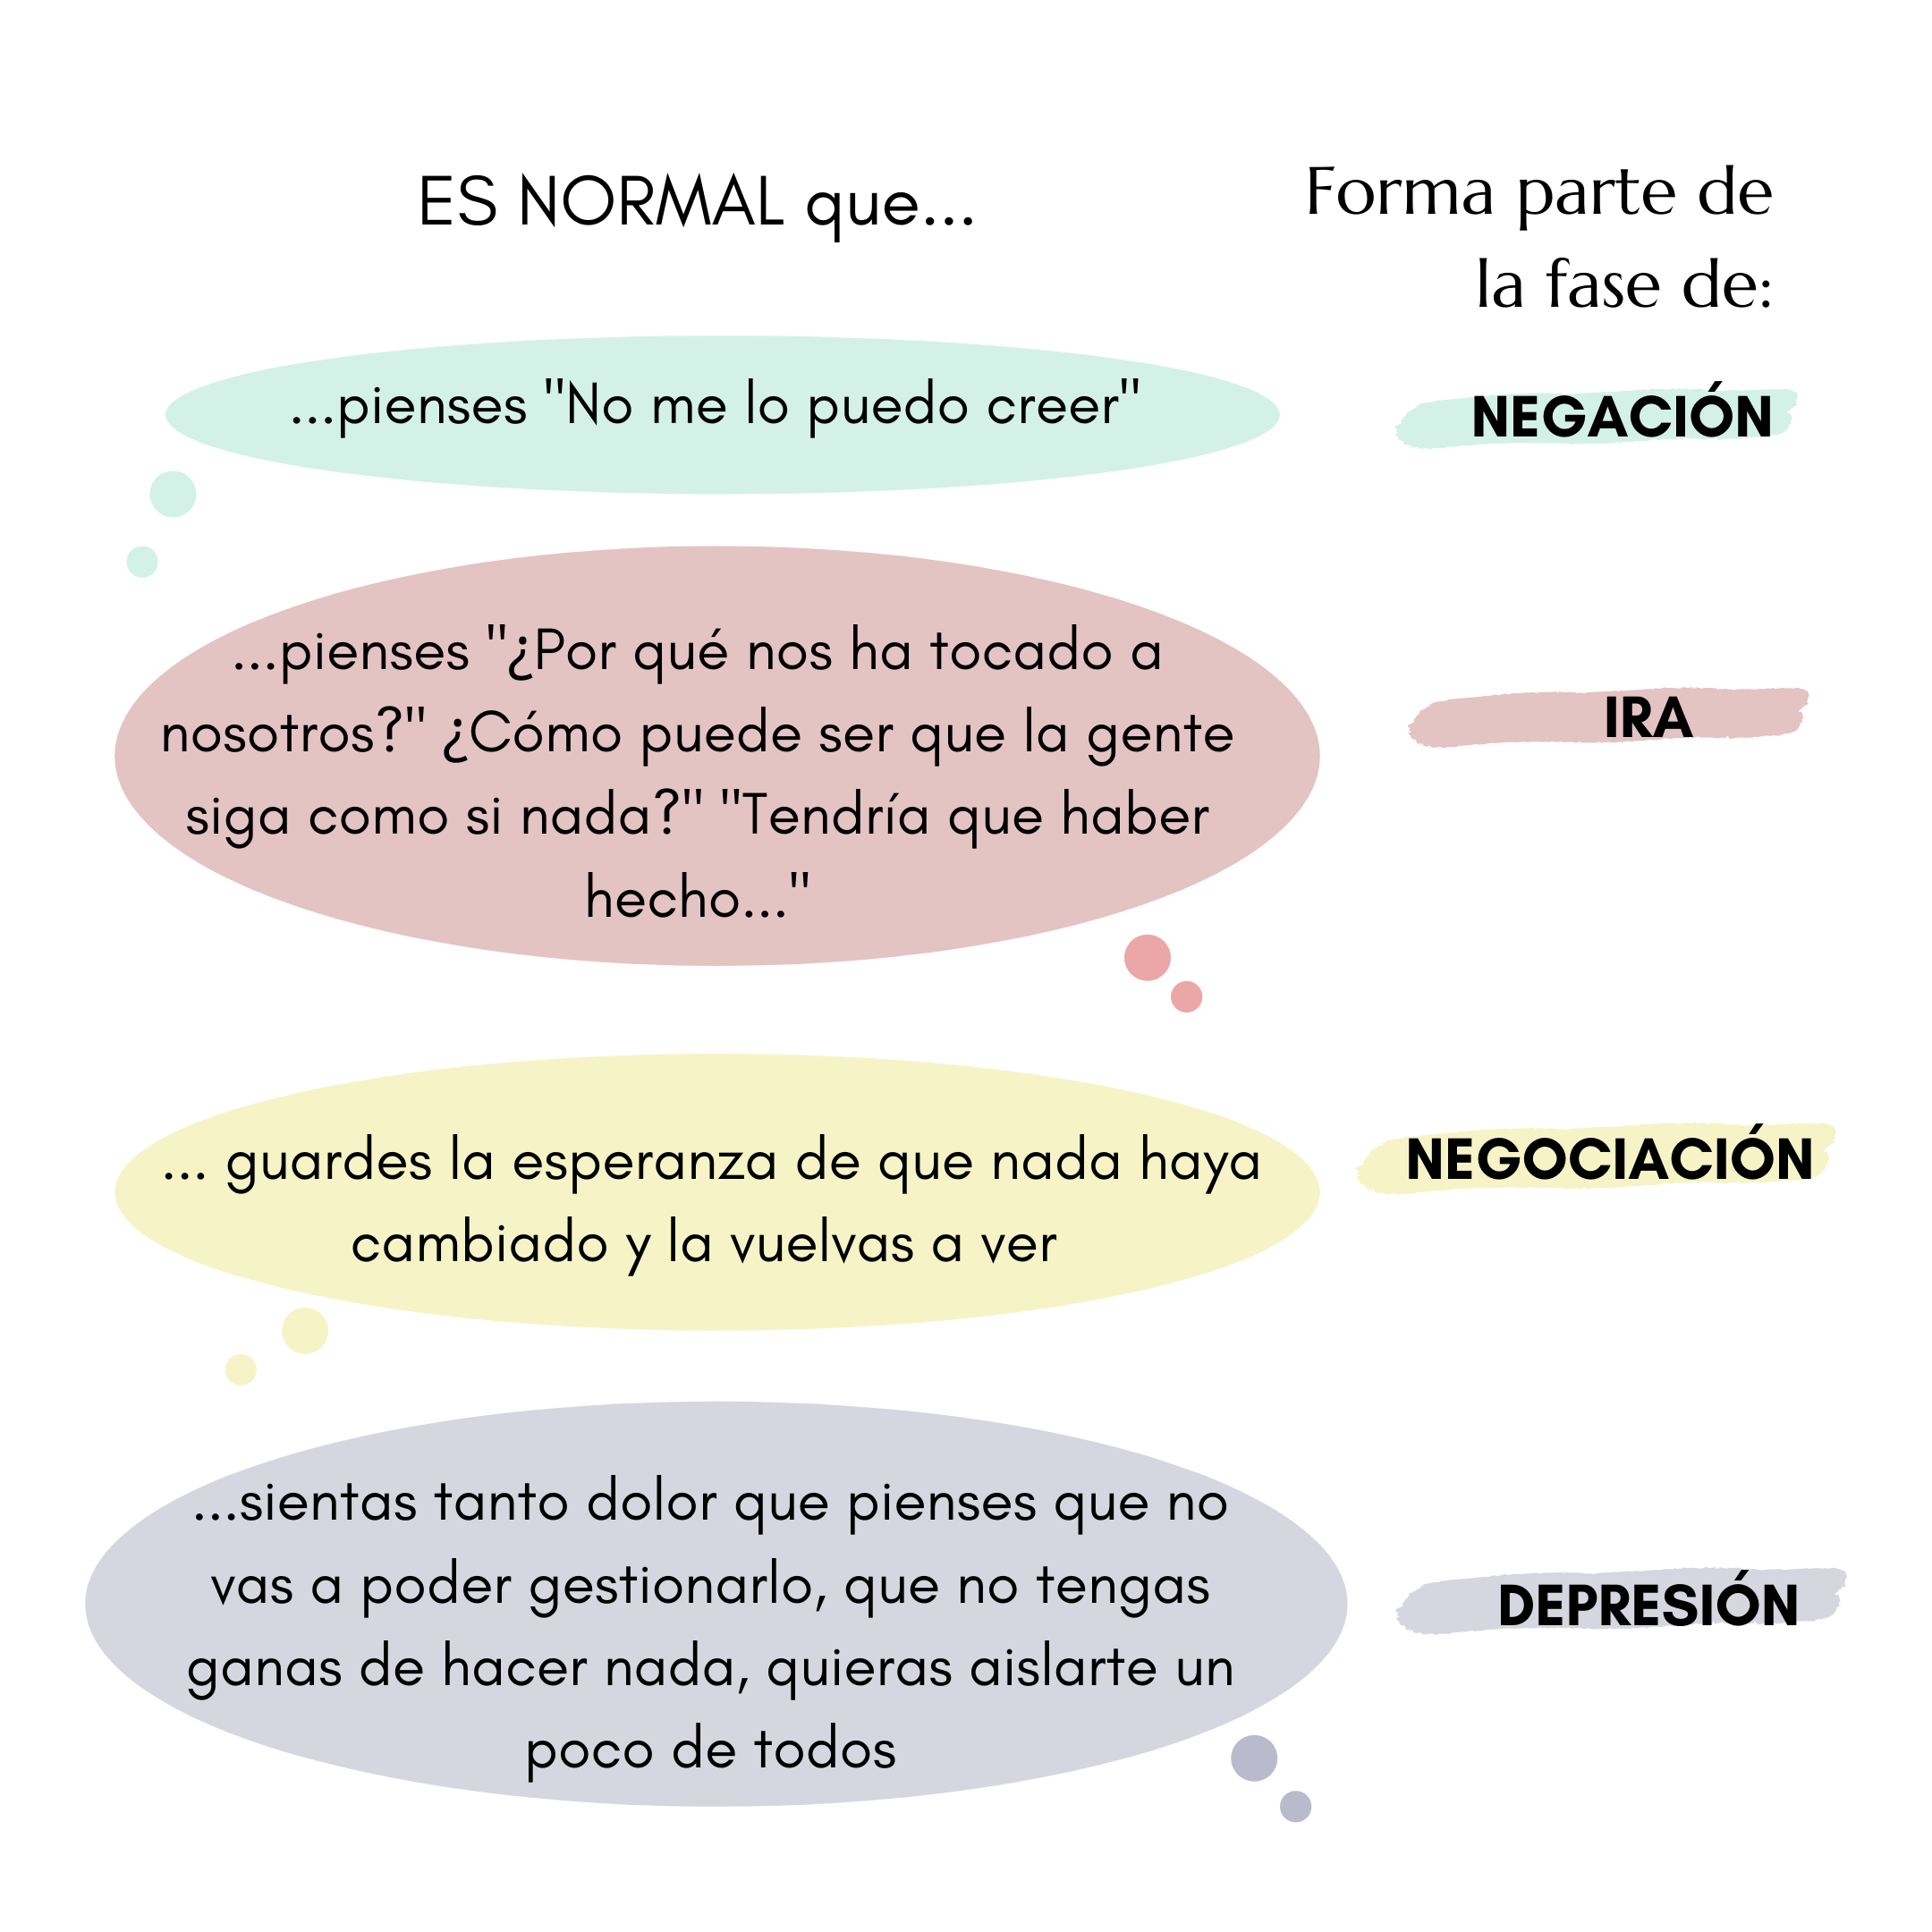 ES NORMAL que...
Forma parte de
la fase de:
...pienses "No me lo puedo creer"
NEGACIÓN
...pienses "¿Por qué nos ha tocado a
nosotros?" ¿Cómo puede ser que la gente
siga como si nada?" "Tendría que haber
hecho..."
IRA
... guardes la esperanza de que nada haya
cambiado y la vuelvas a ver
NEGOCIACIÓN
...sientas tanto dolor que pienses que no
vas a poder gestionarlo, que no tengas
ganas de hacer nada, quieras aislarte un
poco de todos
DEPRESIÓN